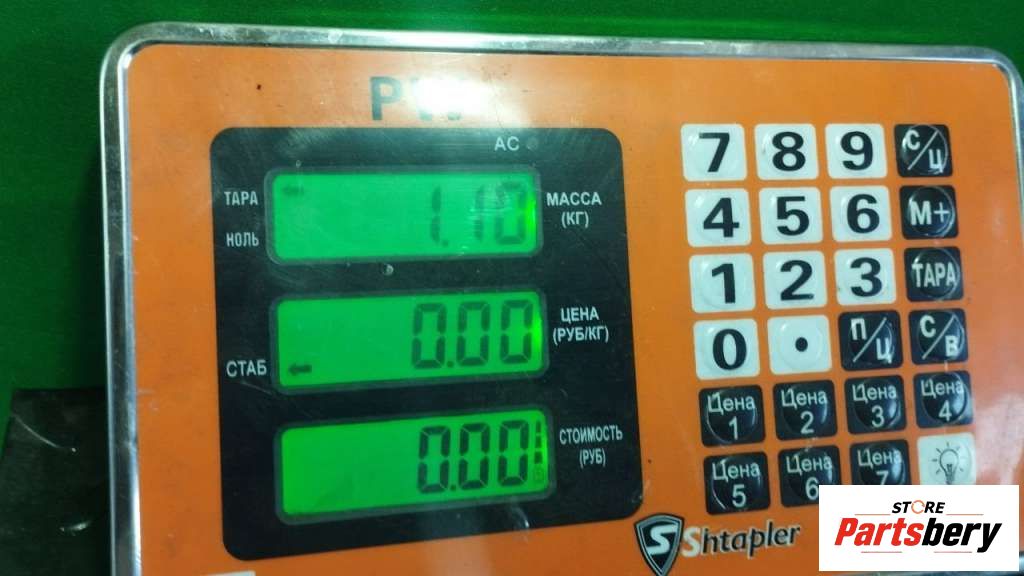 AC
ТАРА
НОЛЬ
1.10
МАССА
(КГ)
0.00
ЦЕНА
(РУБ/КГ)
СТАБ
0.00
СТОИМОСТЬ
(РУБ)
7 8 9 С/Ц
4 5 6 М+
1 2 3 ТАРА
0 . П/Ц С/В
Цена 1 Цена 2 Цена 3 Цена 4
Цена 5 Цена 6 Цена 7
Shtapler
STORE
Partsbery